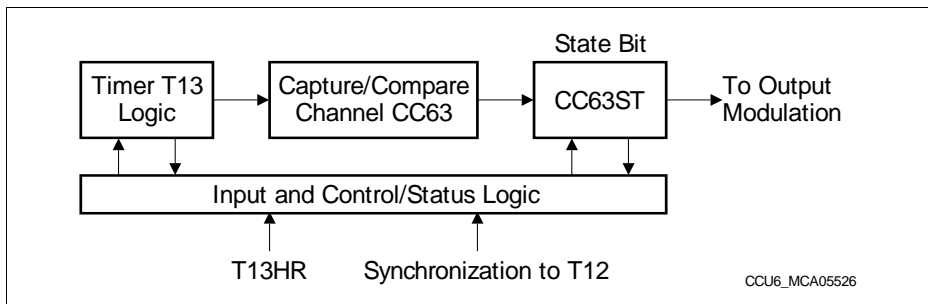 State Bit
Timer T13
Logic
Capture/Compare
Channel CC63
CC63ST
To Output
Modulation
Input and Control/Status Logic
T13HR
Synchronization to T12
CCU6_MCA05526